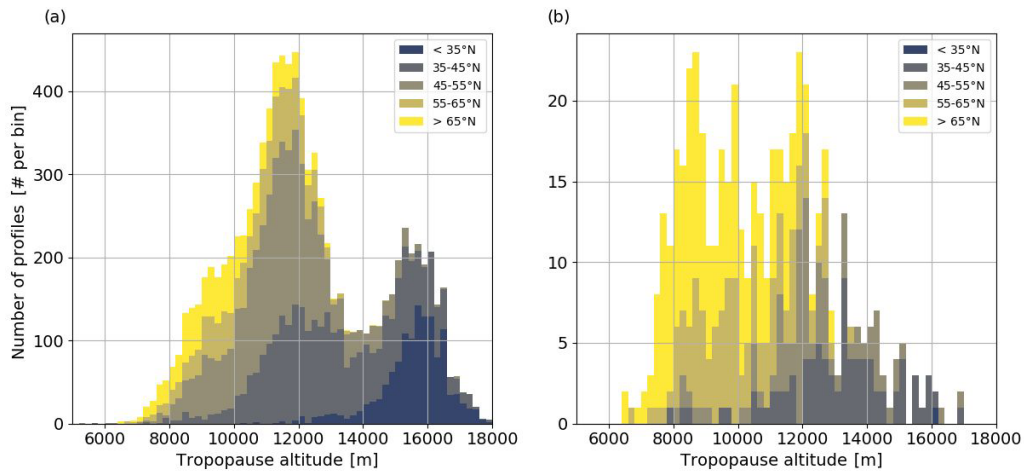 (a)
(b)
Number of profiles [# per bin]
400
300
200
100
0
< 35°N
35-45°N
45-55°N
55-65°N
> 65°N
6000 8000 10000 12000 14000 16000 18000
Tropopause altitude [m]
20
15
10
5
0
< 35°N
35-45°N
45-55°N
55-65°N
> 65°N
6000 8000 10000 12000 14000 16000 18000
Tropopause altitude [m]